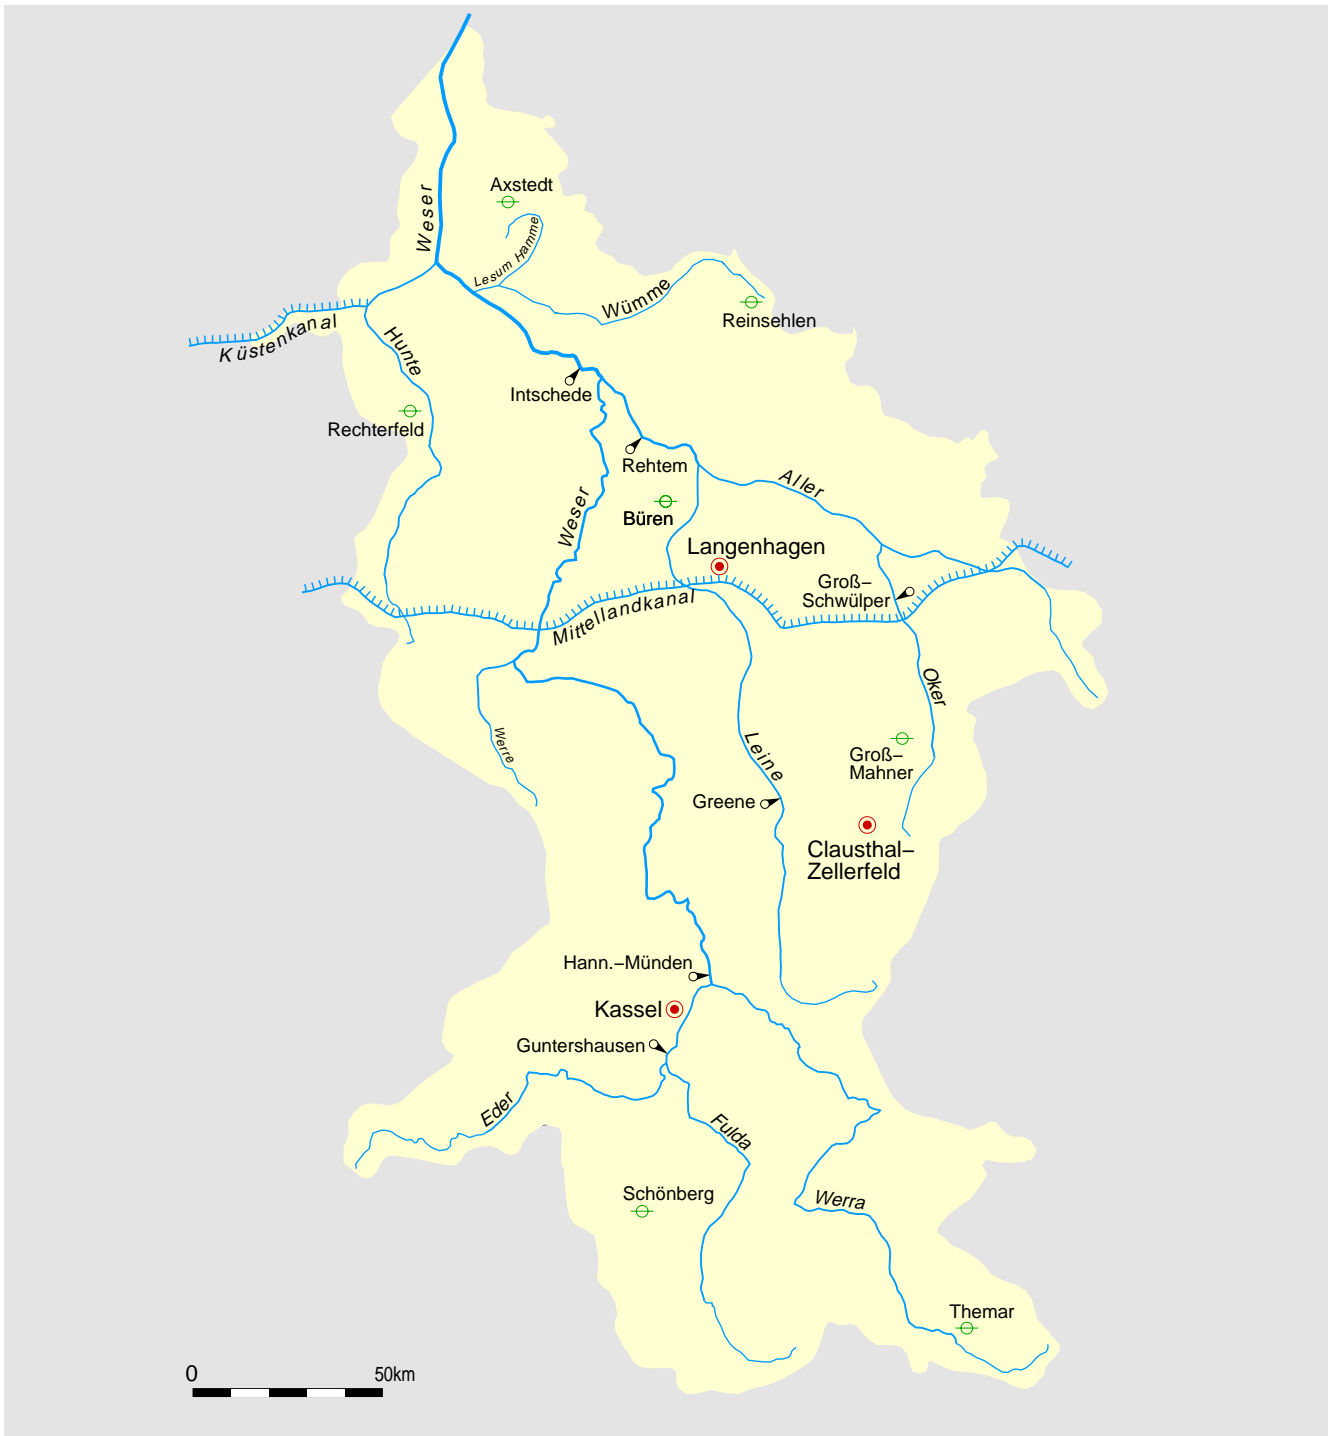 Axstedt
Weser
Lesum Hamme
Wümme
Reinsehlen
Küstenkanal
Hunte
Intschede
Rechterfeld
Rehtem
Aller
Weser
Büren
Langenhagen
Groß–
Schwülper
Mittellandkanal
Oker
Werre
Leine
Groß–
Mahner
Greene
Clausthal–
Zellerfeld
Hann.–Münden
Kassel
Guntershausen
Eder
Fulda
Schönberg
Werra
Themar
0 50km